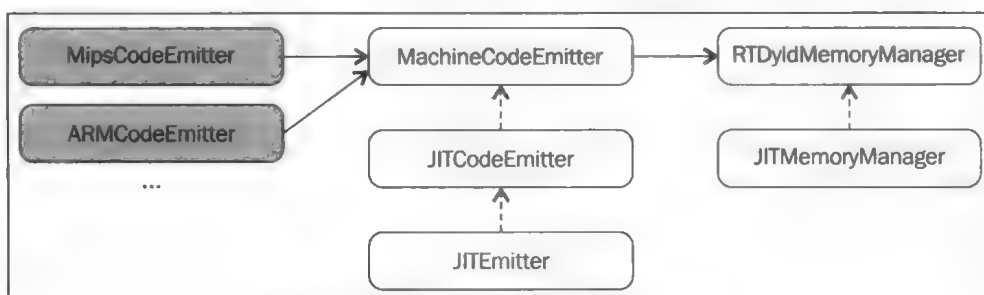 MipsCodeEmitter
MachineCodeEmitter
RTDyldMemoryManager
ARMCodeEmitter
JITCodeEmitter
JITMemoryManager
...
JITEmitter